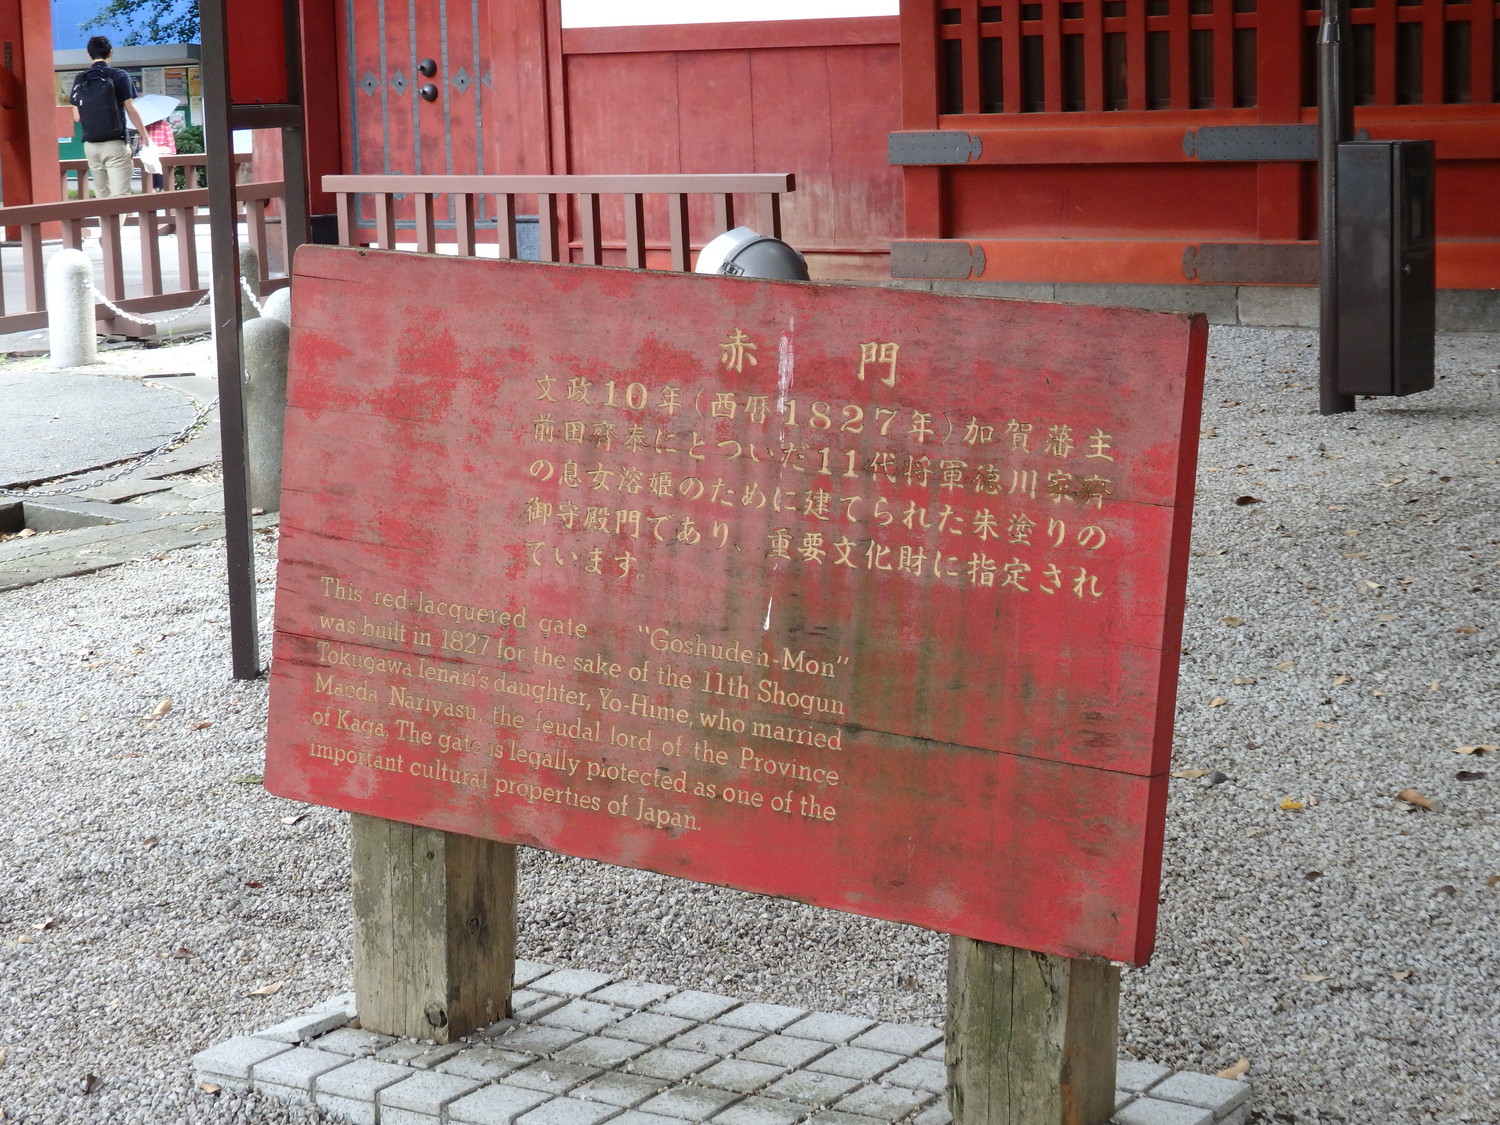 赤門
文政10年(西暦1827年)加賀藩主
前田齊泰にとついだ11代将軍徳川家齊
の息女溶姫のために建てられた朱塗りの
御守殿門であり、重要文化財に指定され
ています。
This red-lacquered gate "Goshuden-Mon"
was built in 1827 for the sake of the 11th Shogun
Tokugawa Ienari's daughter, Yo-Hime, who married
Maeda Nariyasu, the feudal lord of the Province
of Kaga. The gate is legally protected as one of the
important cultural properties of Japan.